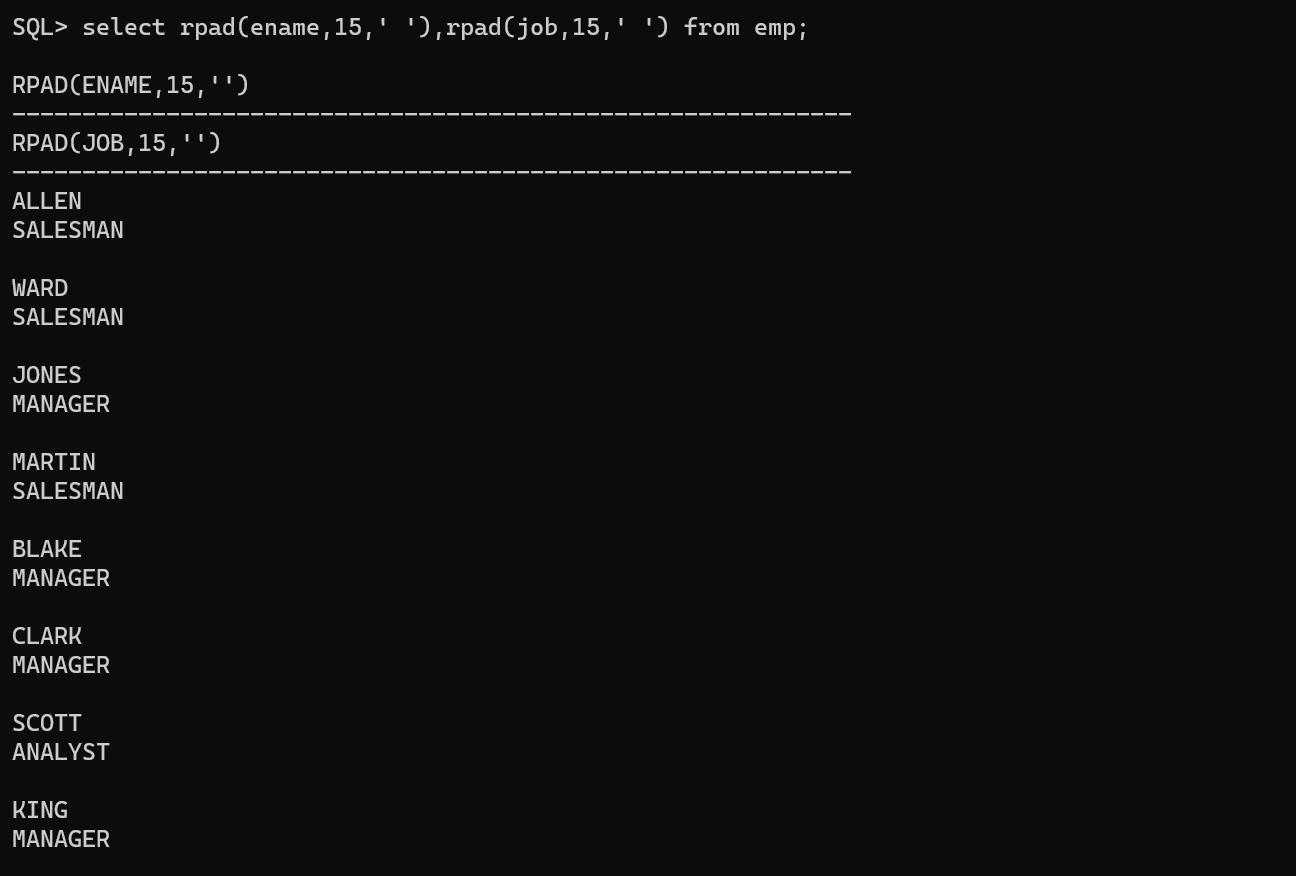 SQL> select rpad(ename,15,' '),rpad(job,15,' ') from emp;
RPAD(ENAME,15,'')
------------------------------------------------------------
RPAD(JOB,15,'')
------------------------------------------------------------
ALLEN
SALESMAN
WARD
SALESMAN
JONES
MANAGER
MARTIN
SALESMAN
BLAKE
MANAGER
CLARK
MANAGER
SCOTT
ANALYST
KING
MANAGER